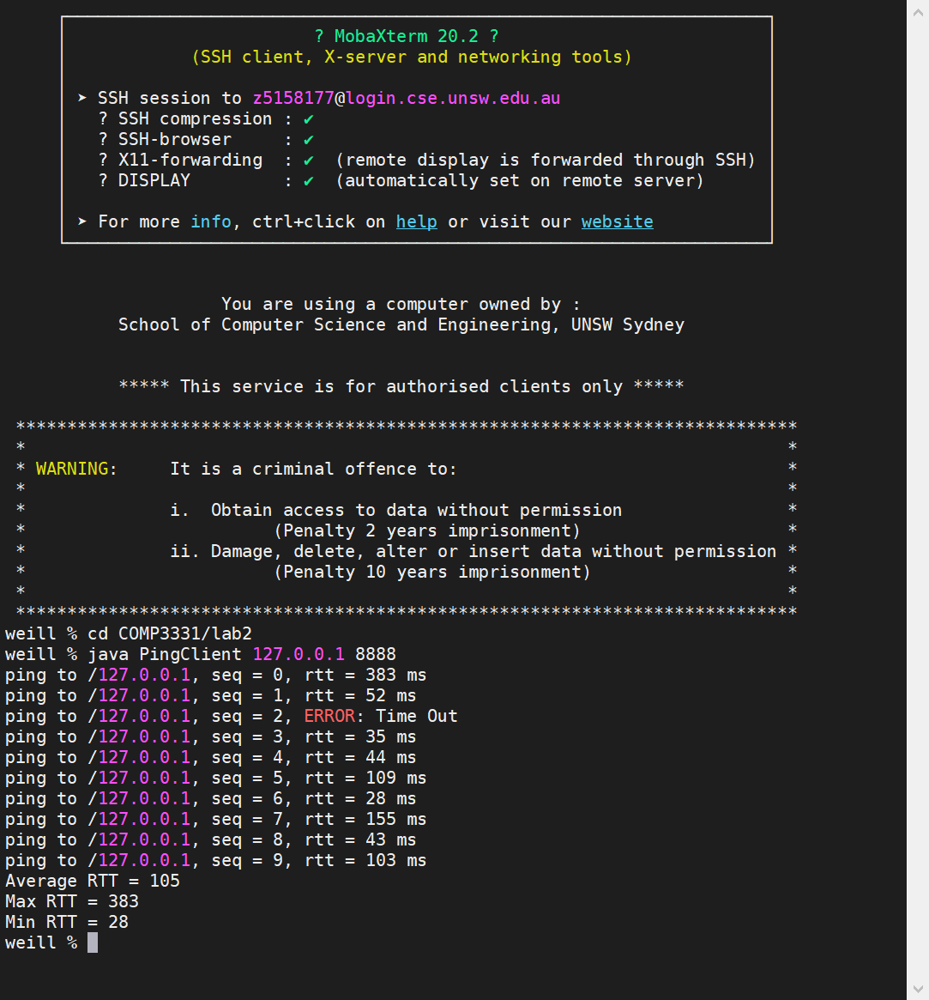 ? MobaXterm 20.2 ?
(SSH client, X-server and networking tools)
➤ SSH session to z5158177@login.cse.unsw.edu.au
? SSH compression : ✔
? SSH-browser     : ✔
? X11-forwarding  : ✔  (remote display is forwarded through SSH)
? DISPLAY         : ✔  (automatically set on remote server)
➤ For more info, ctrl+click on help or visit our website
You are using a computer owned by :
School of Computer Science and Engineering, UNSW Sydney
***** This service is for authorised clients only *****
****************************************************************************
*                                                                          *
* WARNING:     It is a criminal offence to:                                *
*                                                                          *
*              i.  Obtain access to data without permission                *
*                        (Penalty 2 years imprisonment)                    *
*              ii. Damage, delete, alter or insert data without permission *
*                        (Penalty 10 years imprisonment)                   *
*                                                                          *
****************************************************************************
weill % cd COMP3331/lab2
weill % java PingClient 127.0.0.1 8888
ping to /127.0.0.1, seq = 0, rtt = 383 ms
ping to /127.0.0.1, seq = 1, rtt = 52 ms
ping to /127.0.0.1, seq = 2, ERROR: Time Out
ping to /127.0.0.1, seq = 3, rtt = 35 ms
ping to /127.0.0.1, seq = 4, rtt = 44 ms
ping to /127.0.0.1, seq = 5, rtt = 109 ms
ping to /127.0.0.1, seq = 6, rtt = 28 ms
ping to /127.0.0.1, seq = 7, rtt = 155 ms
ping to /127.0.0.1, seq = 8, rtt = 43 ms
ping to /127.0.0.1, seq = 9, rtt = 103 ms
Average RTT = 105
Max RTT = 383
Min RTT = 28
weill %